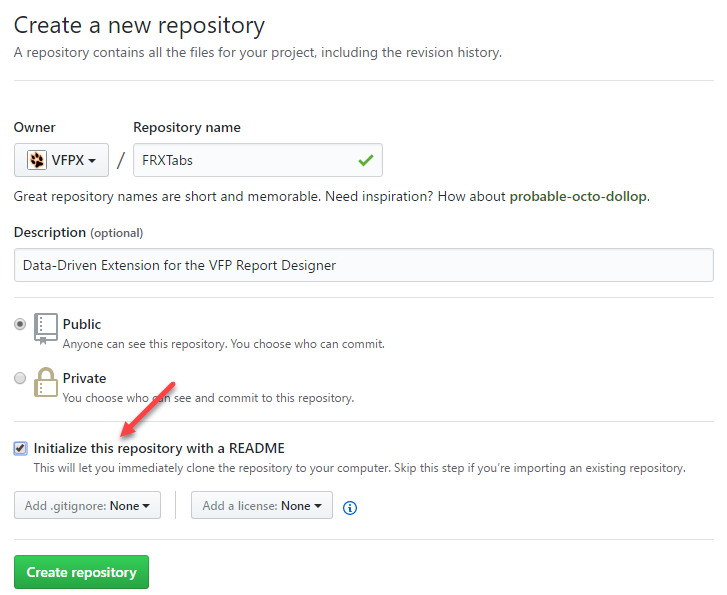 Create a new repository
A repository contains all the files for your project, including the revision history.
Owner Repository name
VFPX / FRXTabs
Great repository names are short and memorable. Need inspiration? How about probable-octo-dollop.
Description (optional)
Data-Driven Extension for the VFP Report Designer
Public
Anyone can see this repository. You choose who can commit.
Private
You choose who can see and commit to this repository.
Initialize this repository with a README
This will let you immediately clone the repository to your computer. Skip this step if you’re importing an existing repository.
Add .gitignore: None Add a license: None
Create repository